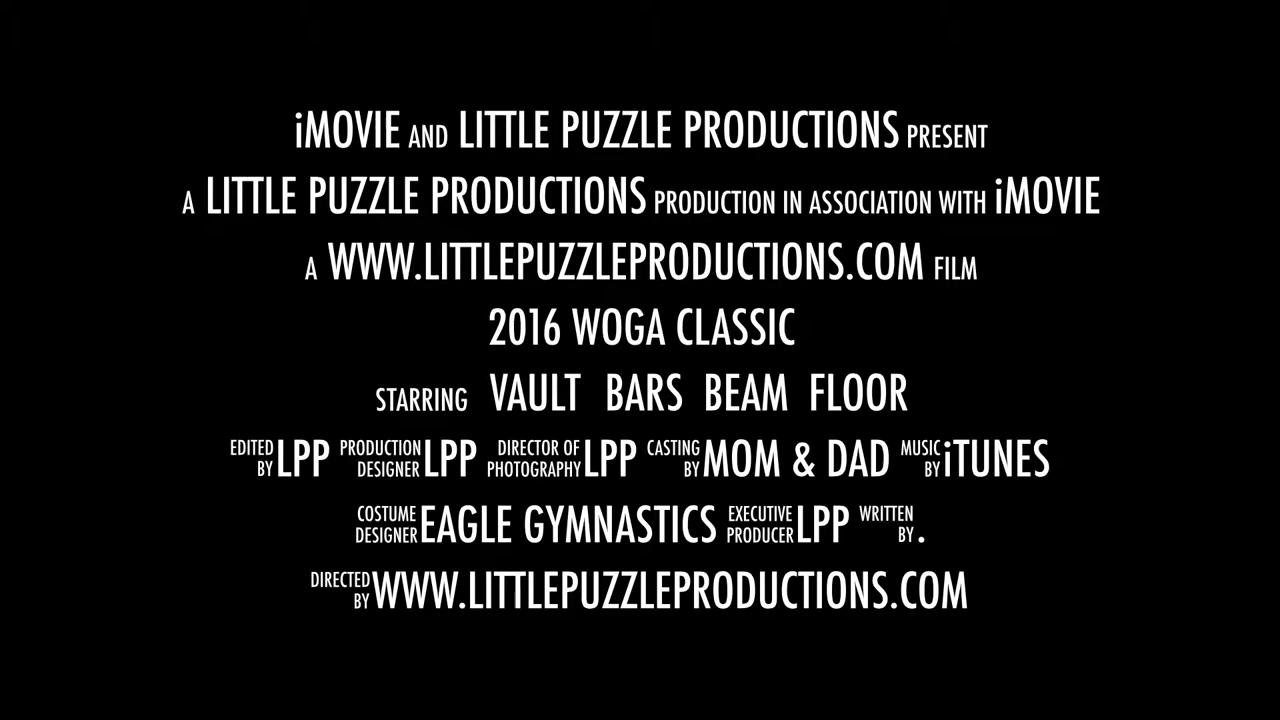 iMOVIE AND LITTLE PUZZLE PRODUCTIONS PRESENT
A LITTLE PUZZLE PRODUCTIONS PRODUCTION IN ASSOCIATION WITH iMOVIE
A WWW.LITTLEPUZZLEPRODUCTIONS.COM FILM
2016 WOGA CLASSIC
STARRING VAULT BARS BEAM FLOOR
EDITED BY LPP PRODUCTION DESIGNER LPP DIRECTOR OF PHOTOGRAPHY LPP CASTING BY MOM & DAD MUSIC BY iTUNES
COSTUME DESIGNER EAGLE GYMNASTICS EXECUTIVE PRODUCER LPP WRITTEN BY .
DIRECTED BY WWW.LITTLEPUZZLEPRODUCTIONS.COM